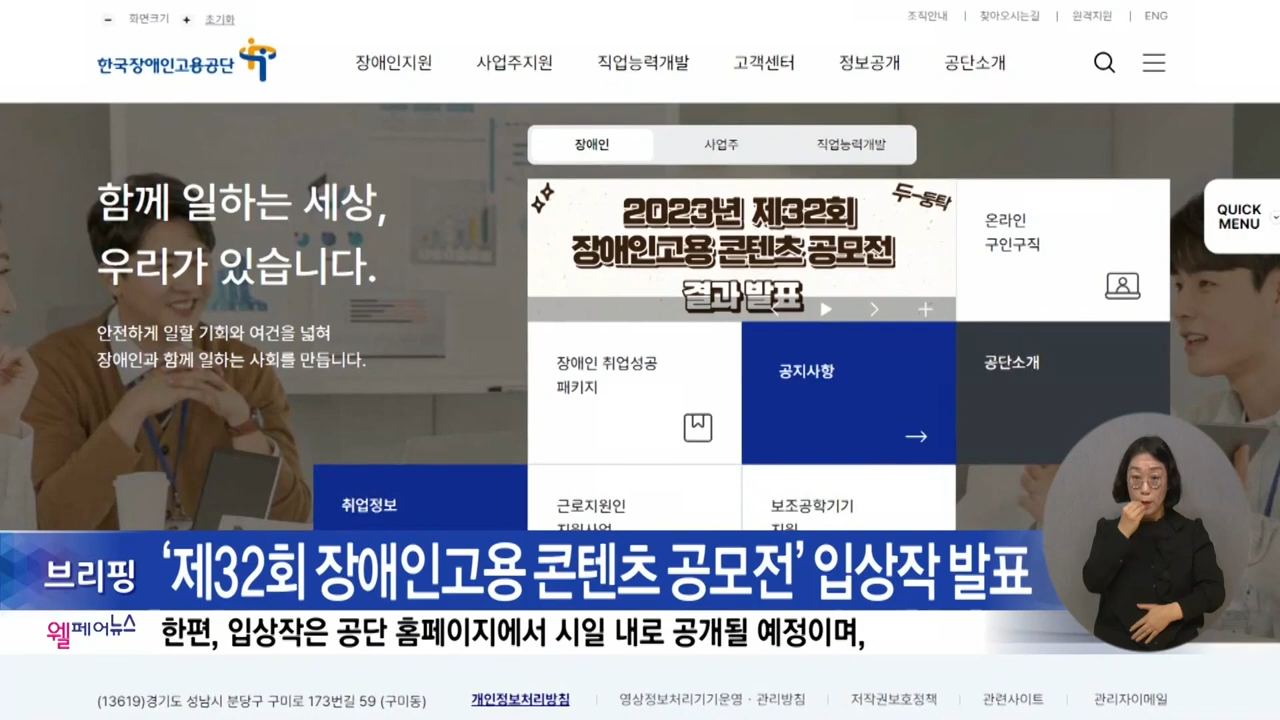 화면크기
초기화
조직안내
찾아오시는길
원격지원
ENG
한국장애인고용공단
장애인지원
사업주지원
직업능력개발
고객센터
정보공개
공단소개
함께 일하는 세상,
우리가 있습니다.
안전하게 일할 기회와 여건을 넓혀
장애인과 함께 일하는 사회를 만듭니다.
장애인
사업주
직업능력개발
두-둥탁
2023년 제32회
장애인고용 콘텐츠 공모전
결과 발표
온라인
구인구직
QUICK
MENU
장애인 취업성공
패키지
공지사항
공단소개
취업정보
근로지원인
지원사업
보조공학기기
지원
브리핑
‘제32회 장애인고용 콘텐츠 공모전’ 입상작 발표
웰페어뉴스
한편, 입상작은 공단 홈페이지에서 시일 내로 공개될 예정이며,
(13619)경기도 성남시 분당구 구미로 173번길 59 (구미동)
개인정보처리방침
영상정보처리기기운영 · 관리방침
저작권보호정책
관련사이트
관리자이메일